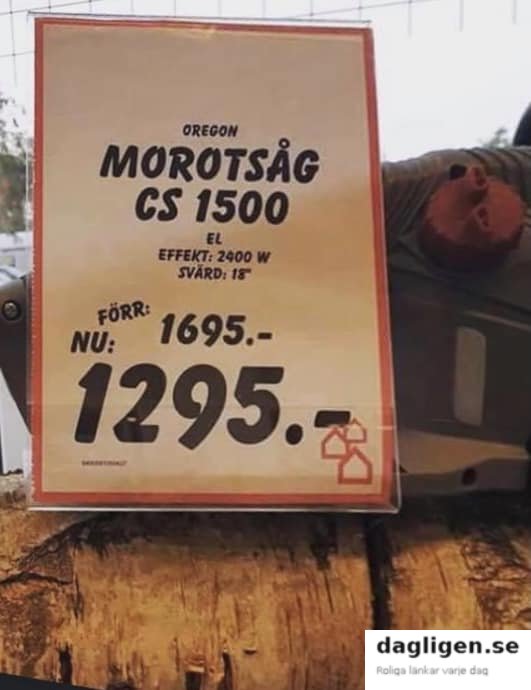 OREGON
MOROTSÅG
CS 1500
EL
EFFEKT: 2400 W
SVÄRD: 18"
FÖRR: 1695.-
NU:
1295.-
dagligen.se
Roliga länkar varje dag